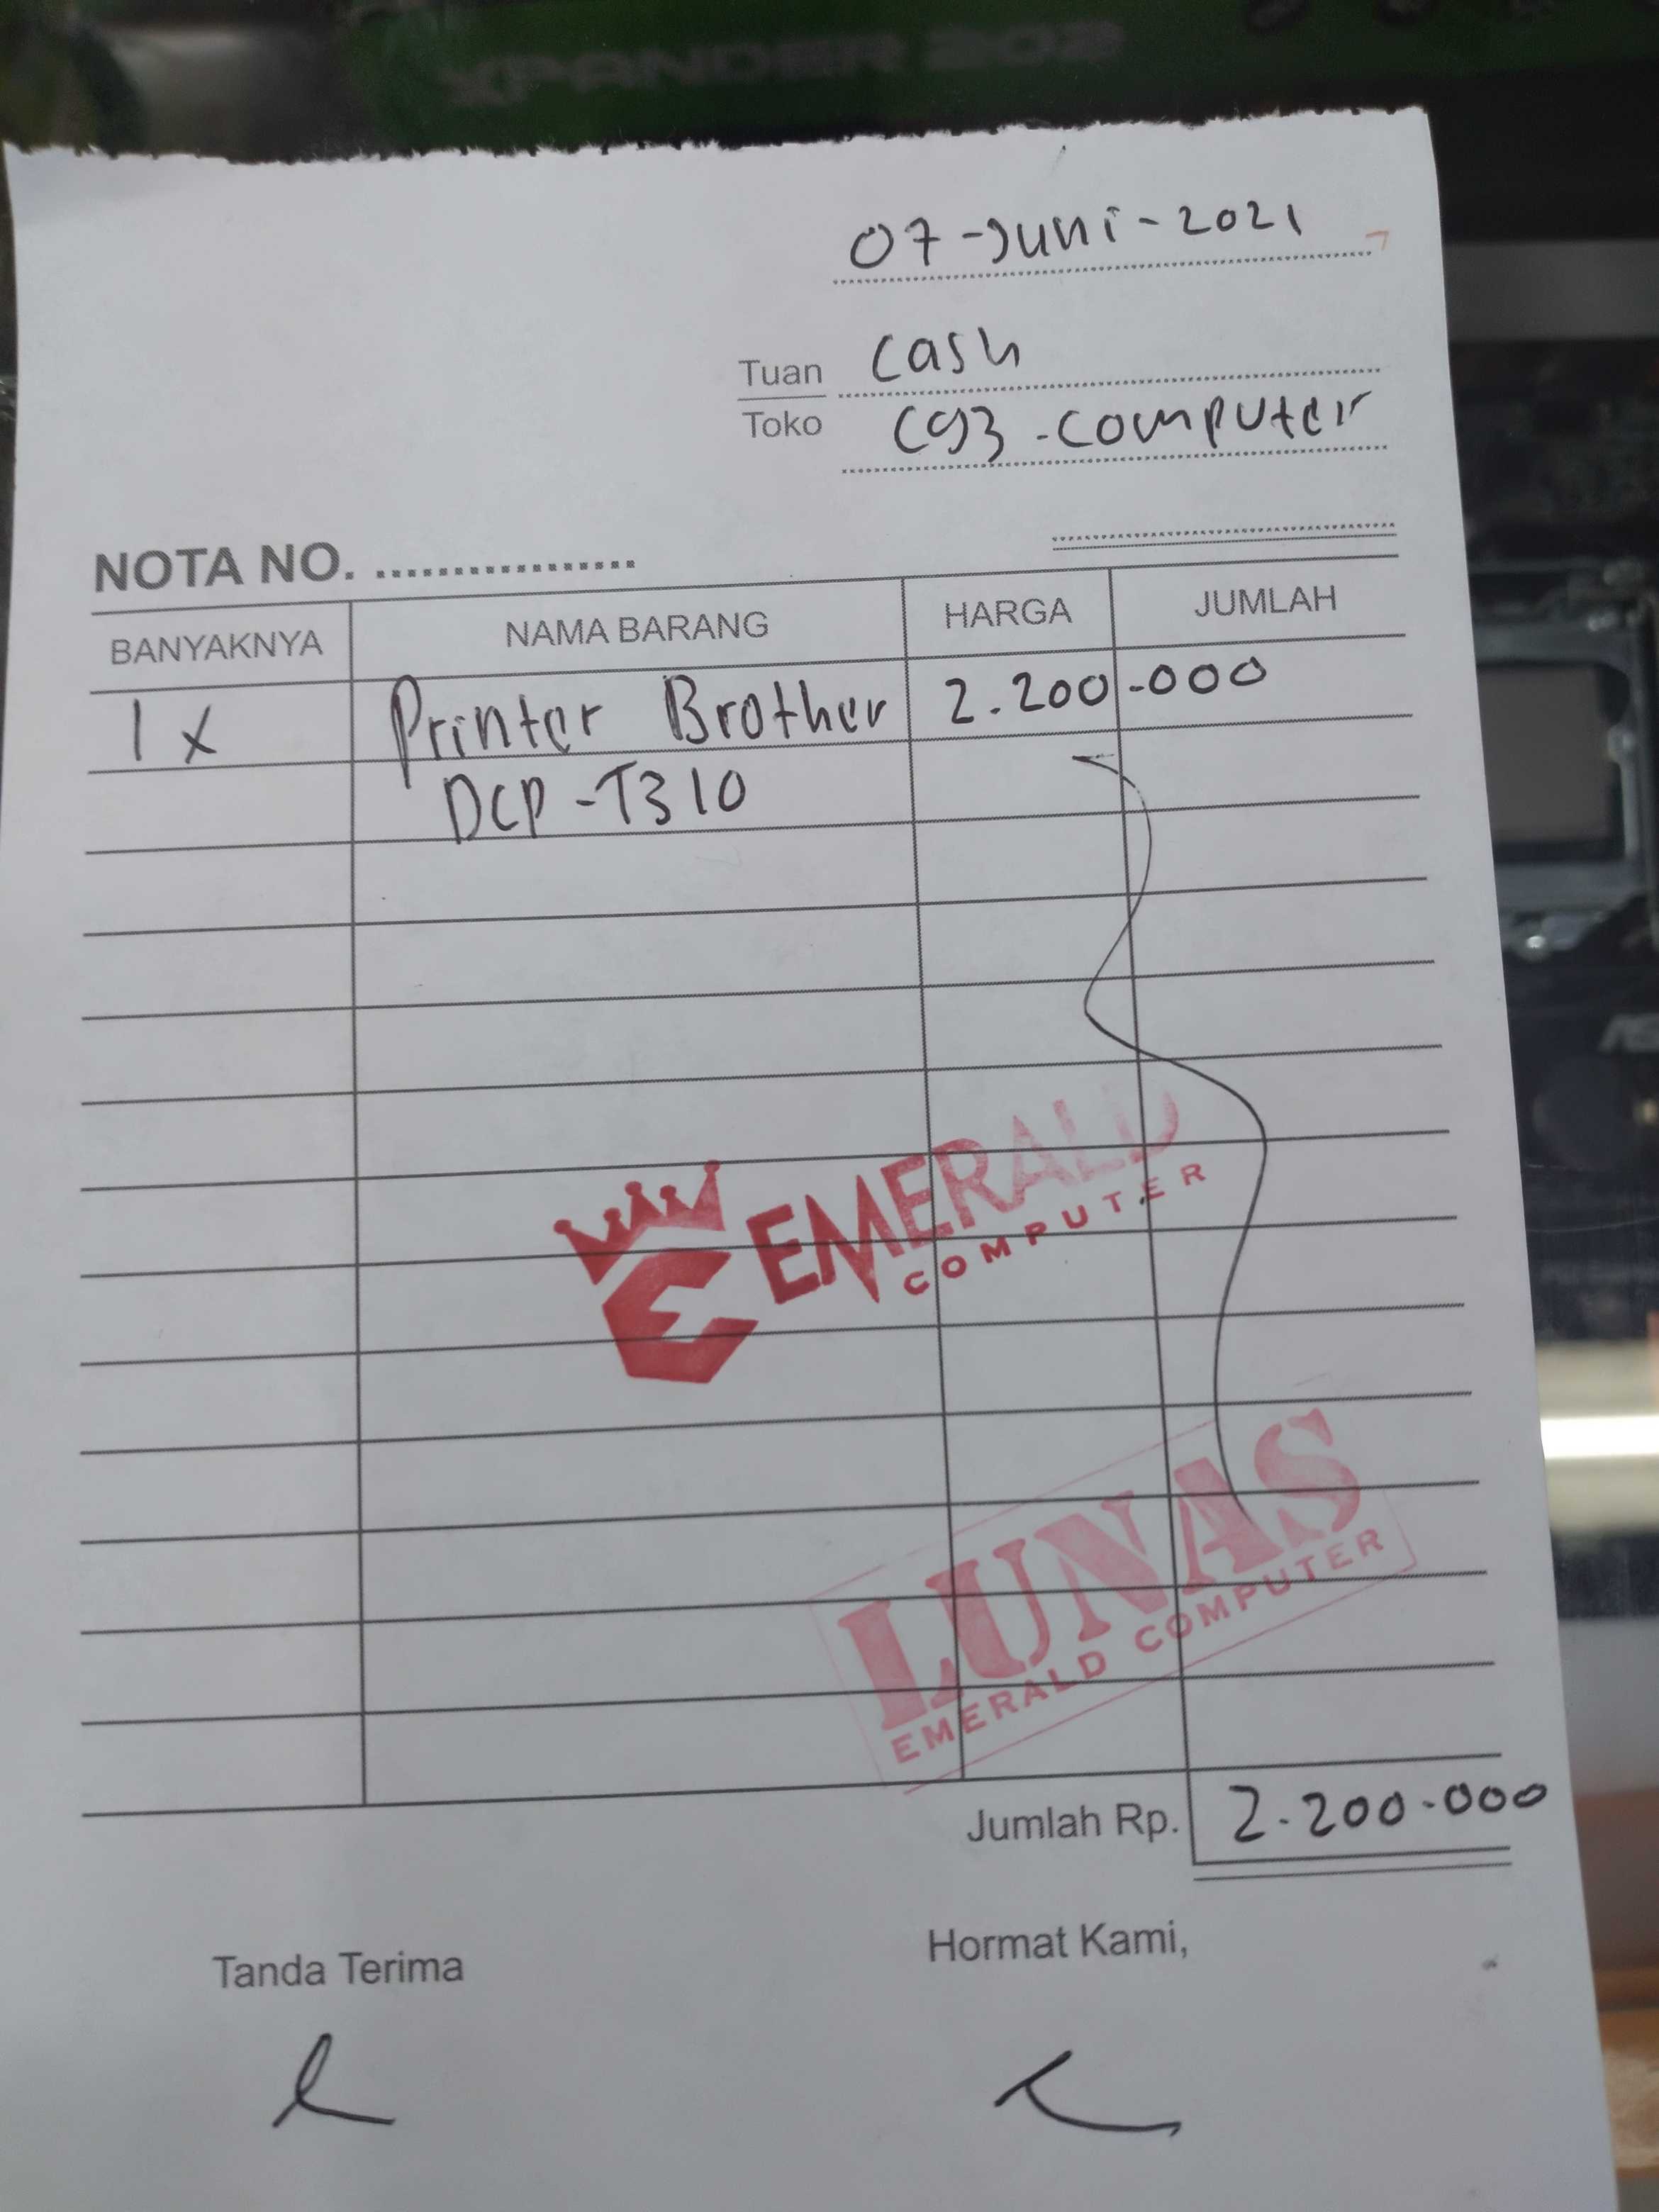 XPANDER 202
07-Juni-2021
Tuan Cash
Toko cg3.computer
NOTA NO. .................
BANYAKNYA NAMA BARANG HARGA JUMLAH
1 x Printer Brother 2.200.000
DCP-T310
EMERALD
COMPUTER
LUNAS
EMERALD COMPUTER
Jumlah Rp. 2.200.000
Tanda Terima Hormat Kami,